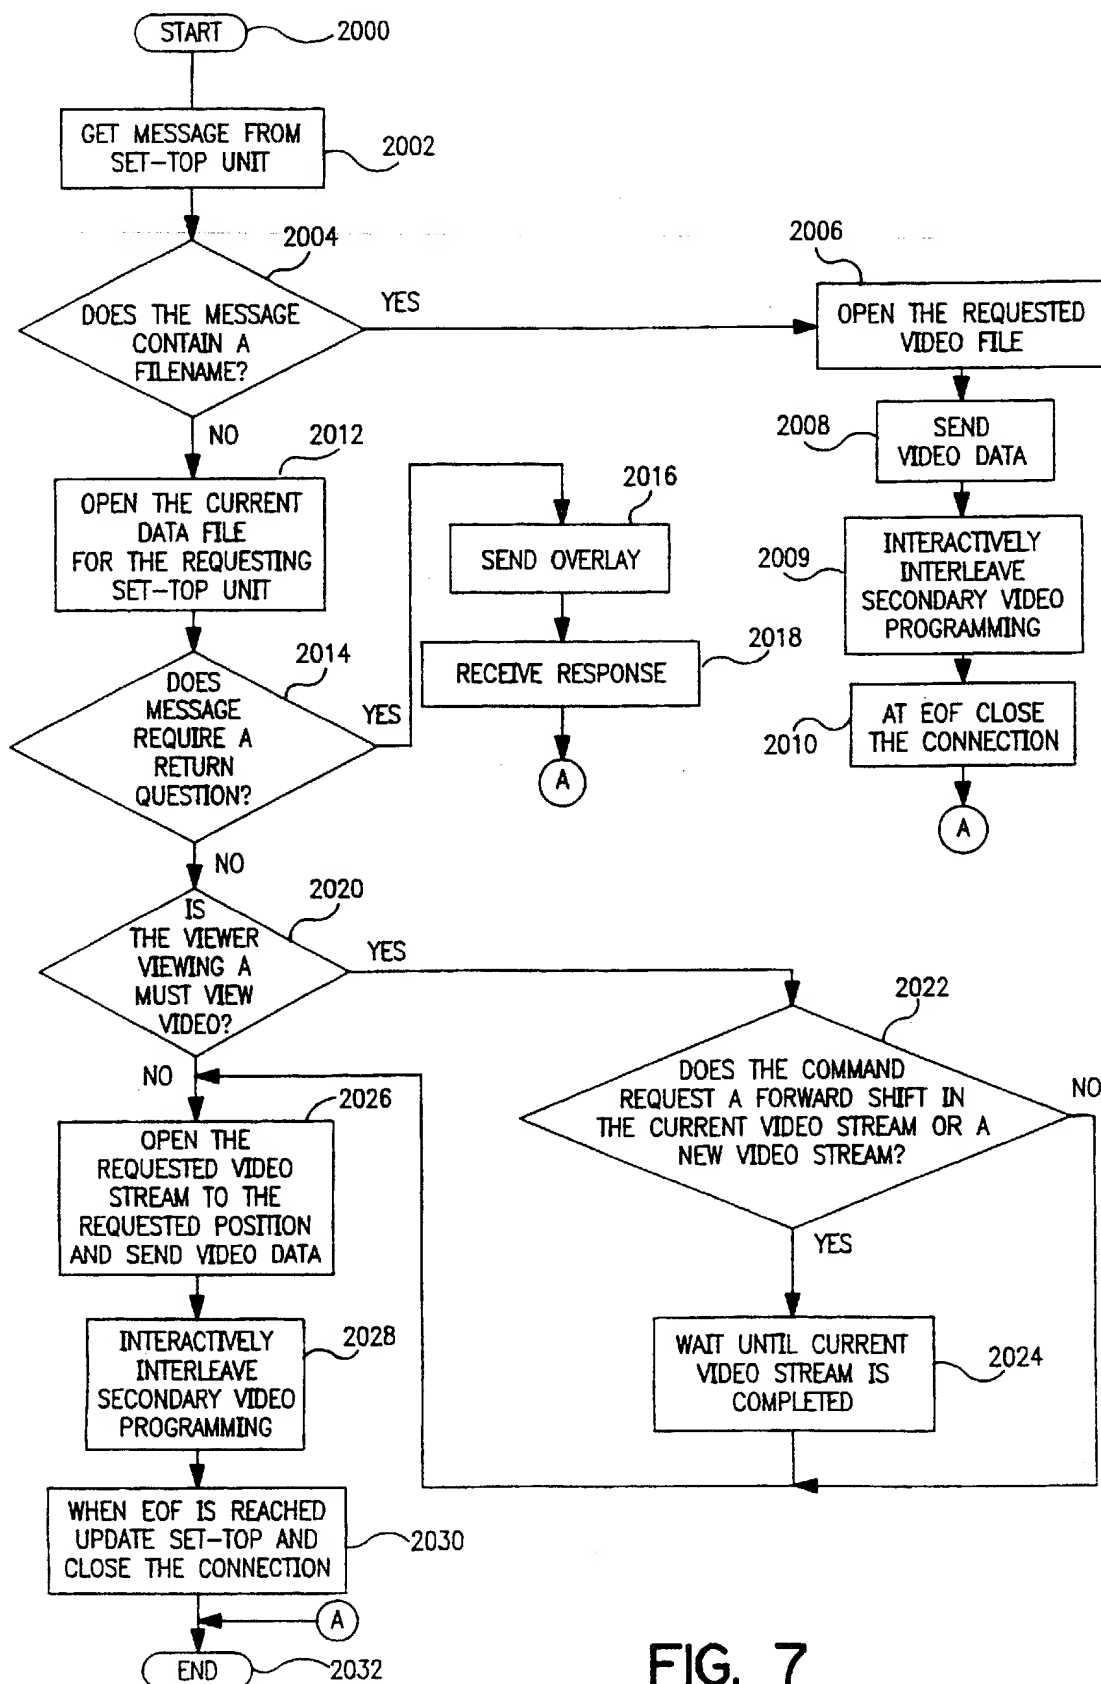 START
2000
GET MESSAGE FROM
SET-TOP UNIT
2002
2004
DOES THE MESSAGE
CONTAIN A
FILENAME?
YES
NO
2006
OPEN THE REQUESTED
VIDEO FILE
2008
SEND
VIDEO DATA
2009
INTERACTIVELY
INTERLEAVE
SECONDARY VIDEO
PROGRAMMING
2010
AT EOF CLOSE
THE CONNECTION
A
2012
OPEN THE CURRENT
DATA FILE
FOR THE REQUESTING
SET-TOP UNIT
2014
DOES
MESSAGE
REQUIRE A
RETURN
QUESTION?
YES
NO
2016
SEND OVERLAY
RECEIVE RESPONSE
2018
A
2020
IS
THE VIEWER
VIEWING A
MUST VIEW
VIDEO?
YES
NO
2022
DOES THE COMMAND
REQUEST A FORWARD SHIFT IN
THE CURRENT VIDEO STREAM OR A
NEW VIDEO STREAM?
NO
YES
WAIT UNTIL CURRENT
VIDEO STREAM IS
COMPLETED
2024
2026
OPEN THE
REQUESTED VIDEO
STREAM TO THE
REQUESTED POSITION
AND SEND VIDEO DATA
INTERACTIVELY
INTERLEAVE
SECONDARY VIDEO
PROGRAMMING
2028
WHEN EOF IS REACHED
UPDATE SET-TOP AND
CLOSE THE CONNECTION
2030
A
END
2032
FIG. 7